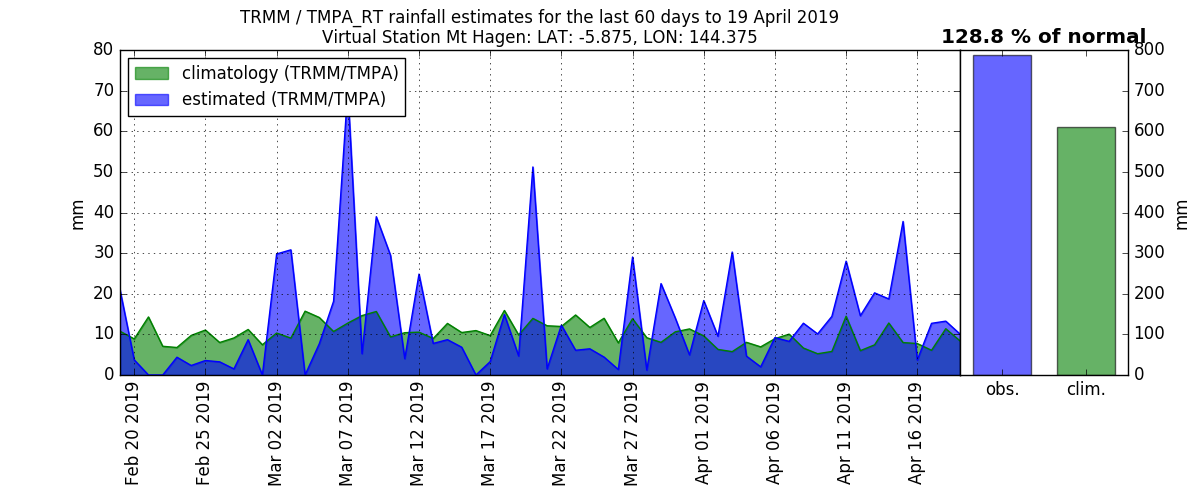 TRMM / TMPA_RT rainfall estimates for the last 60 days to 19 April 2019
Virtual Station Mt Hagen: LAT: -5.875, LON: 144.375
128.8 % of normal
climatology (TRMM/TMPA)
estimated (TRMM/TMPA)
mm
80
70
60
50
40
30
20
10
0
Feb 20 2019
Feb 25 2019
Mar 02 2019
Mar 07 2019
Mar 12 2019
Mar 17 2019
Mar 22 2019
Mar 27 2019
Apr 01 2019
Apr 06 2019
Apr 11 2019
Apr 16 2019
800
700
600
500
400
300
200
100
0
mm
obs.
clim.